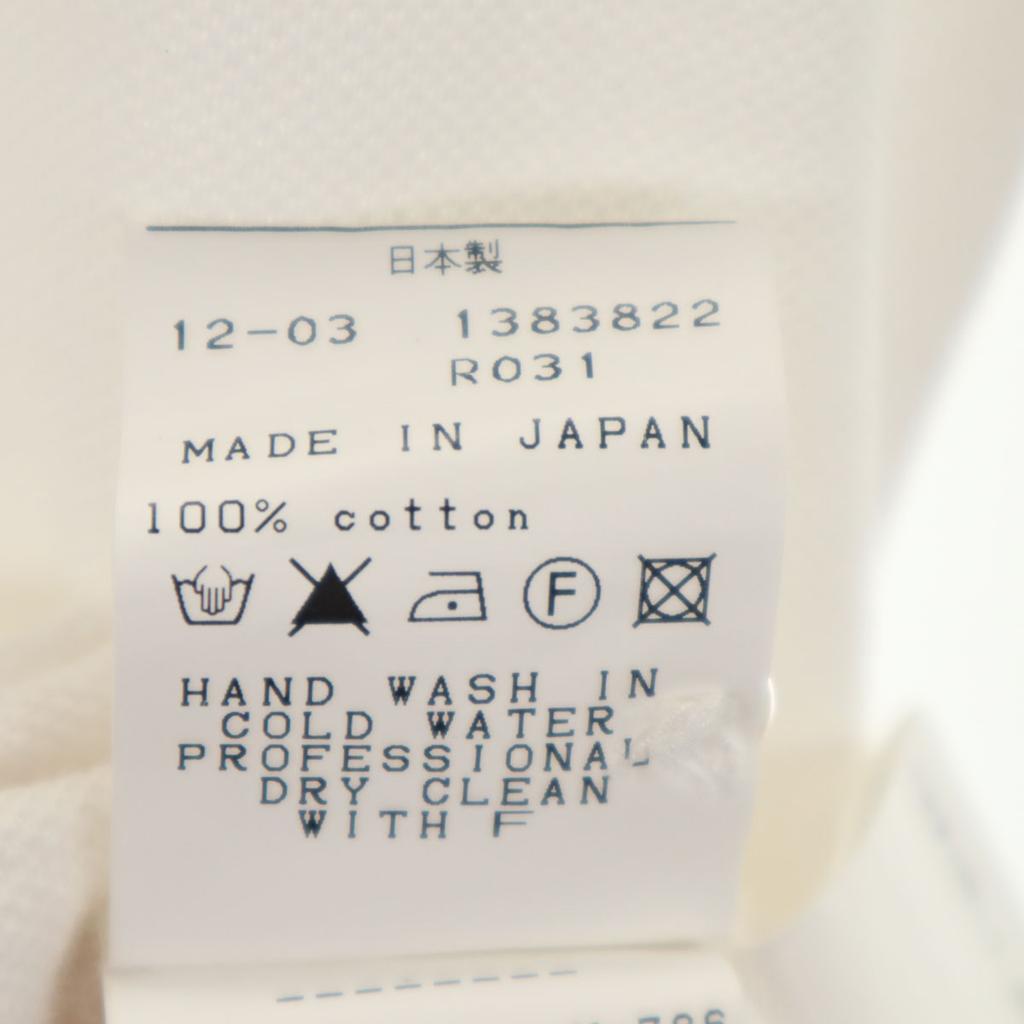 日本製
12-03 1383822
R031
MADE IN JAPAN
100% cotton
F
HAND WASH IN
COLD WATER
PROFESSIONAL
DRY CLEAN
WITH F